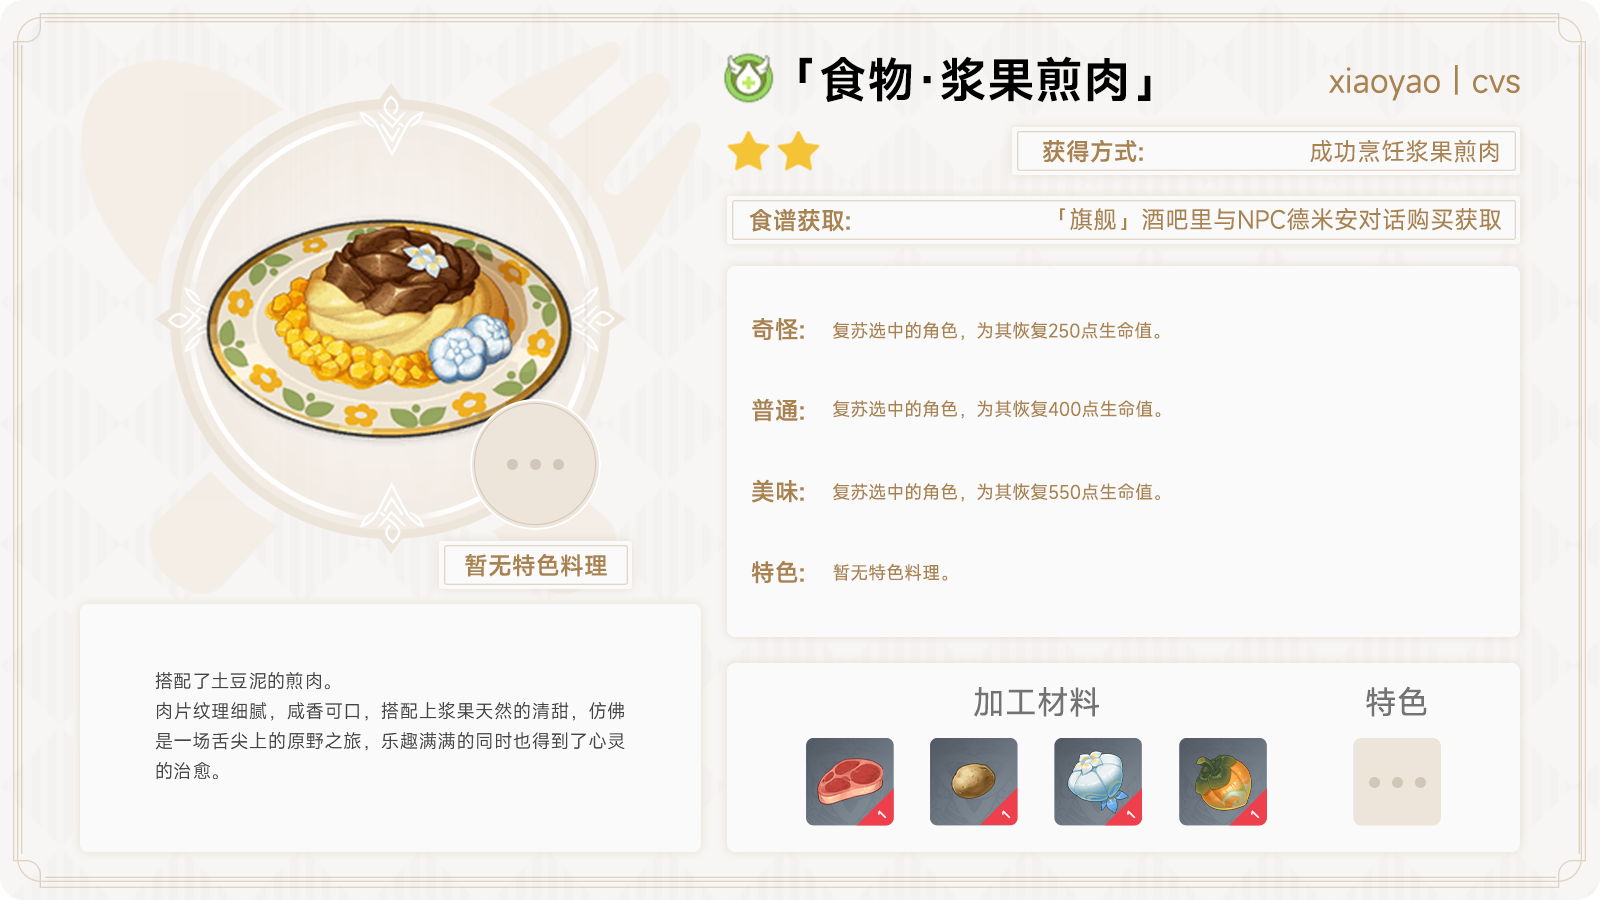 「食物·浆果煎肉」
xiaoyao | cvs
获得方式: 成功烹饪浆果煎肉
食谱获取: 「旗舰」酒吧里与NPC德米安对话购买获取
奇怪: 复苏选中的角色，为其恢复250点生命值。
普通: 复苏选中的角色，为其恢复400点生命值。
美味: 复苏选中的角色，为其恢复550点生命值。
特色: 暂无特色料理。
暂无特色料理
搭配了土豆泥的煎肉。
肉片纹理细腻，咸香可口，搭配上浆果天然的清甜，仿佛
是一场舌尖上的原野之旅，乐趣满满的同时也得到了心灵
的治愈。
加工材料
特色
1
1
1
1